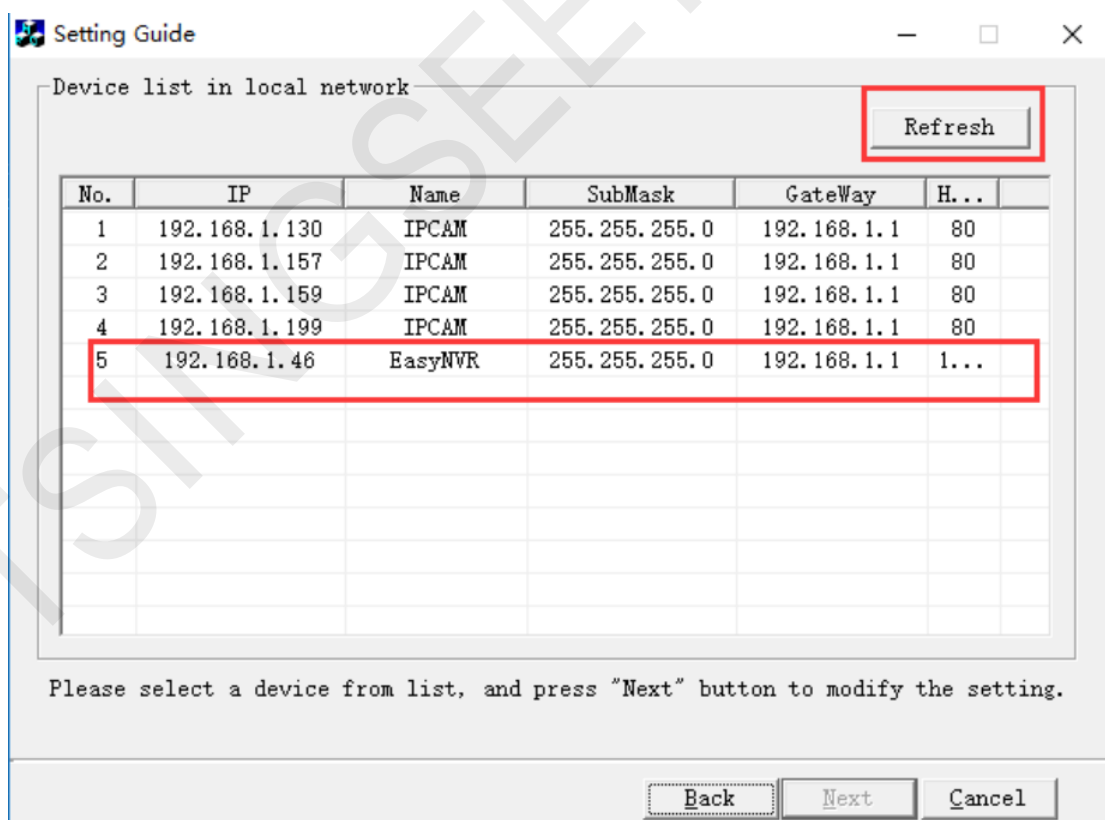 Setting Guide
Device list in local network
Refresh
No. IP Name SubMask GateWay H...
1 192.168.1.130 IPCAM 255.255.255.0 192.168.1.1 80
2 192.168.1.157 IPCAM 255.255.255.0 192.168.1.1 80
3 192.168.1.159 IPCAM 255.255.255.0 192.168.1.1 80
4 192.168.1.199 IPCAM 255.255.255.0 192.168.1.1 80
5 192.168.1.46 EasyNVR 255.255.255.0 192.168.1.1 1...
Please select a device from list, and press "Next" button to modify the setting.
Back Next Cancel
TSINGSEE